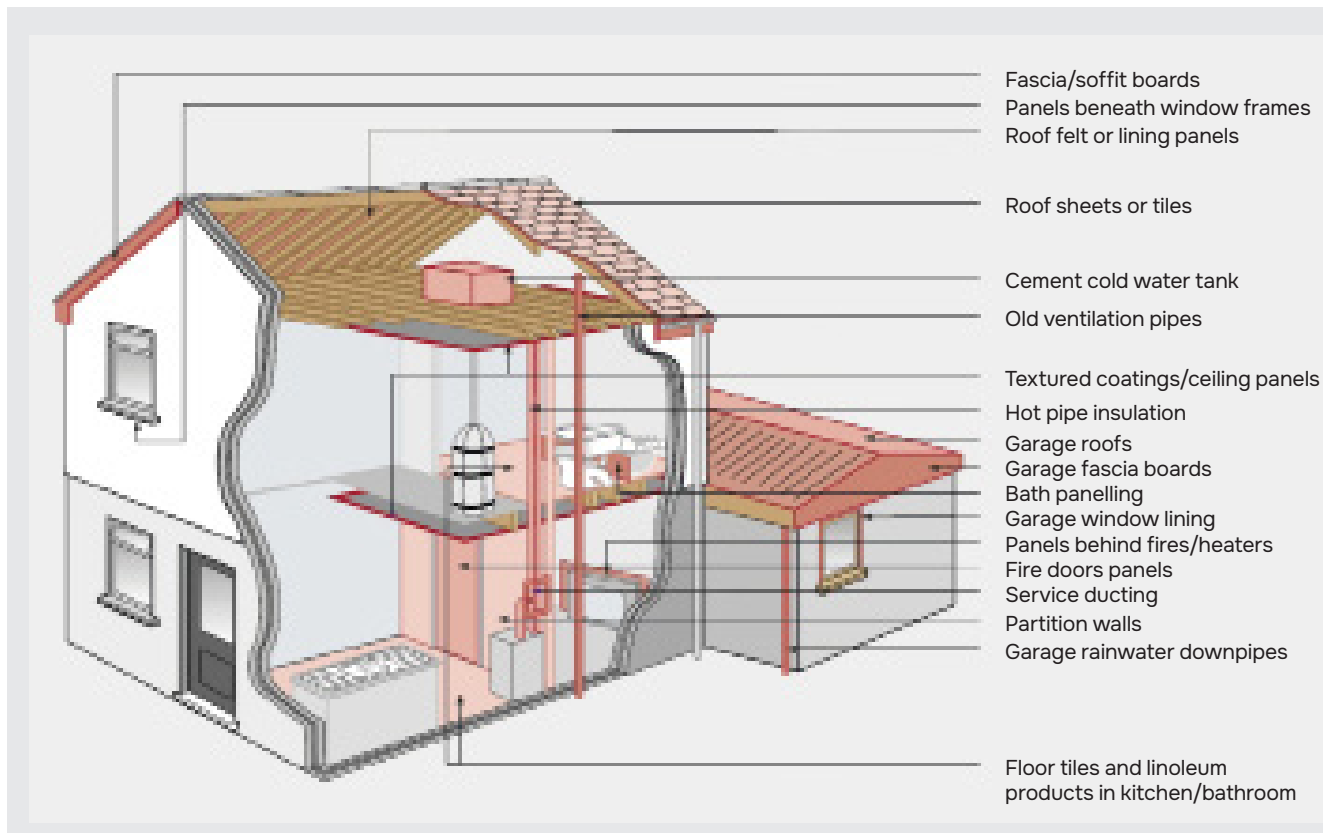 Fascia/soffit boards
Panels beneath window frames
Roof felt or lining panels
Roof sheets or tiles
Cement cold water tank
Old ventilation pipes
Textured coatings/ceiling panels
Hot pipe insulation
Garage roofs
Garage fascia boards
Bath panelling
Garage window lining
Panels behind fires/heaters
Fire doors panels
Service ducting
Partition walls
Garage rainwater downpipes
Floor tiles and linoleum
products in kitchen/bathroom